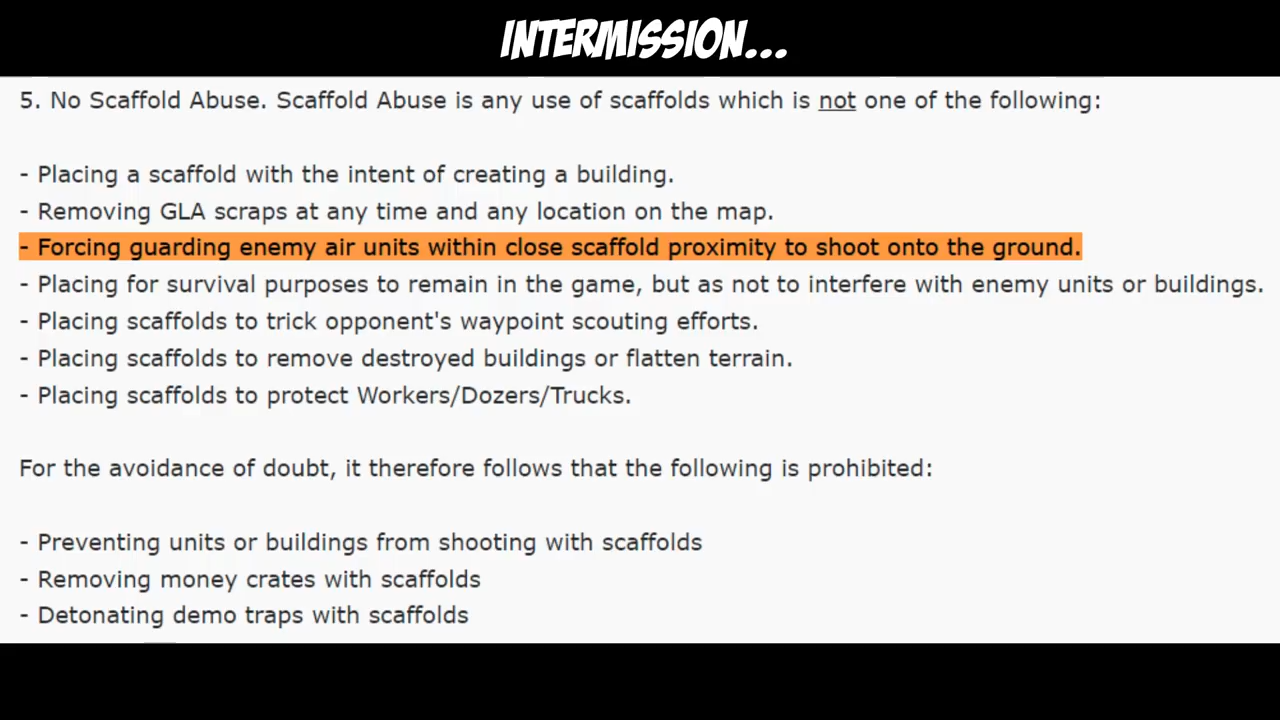 INTERMISSION...
5. No Scaffold Abuse. Scaffold Abuse is any use of scaffolds which is not one of the following:
- Placing a scaffold with the intent of creating a building.
- Removing GLA scraps at any time and any location on the map.
- Forcing guarding enemy air units within close scaffold proximity to shoot onto the ground.
- Placing for survival purposes to remain in the game, but as not to interfere with enemy units or buildings.
- Placing scaffolds to trick opponent's waypoint scouting efforts.
- Placing scaffolds to remove destroyed buildings or flatten terrain.
- Placing scaffolds to protect Workers/Dozers/Trucks.
For the avoidance of doubt, it therefore follows that the following is prohibited:
- Preventing units or buildings from shooting with scaffolds
- Removing money crates with scaffolds
- Detonating demo traps with scaffolds